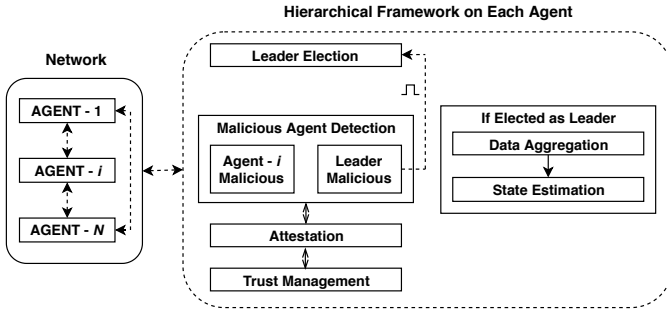 Hierarchical Framework on Each Agent
Network
AGENT - 1
AGENT - i
AGENT - N
Leader Election
Malicious Agent Detection
Agent - i
Malicious
Leader
Malicious
Attestation
Trust Management
If Elected as Leader
Data Aggregation
State Estimation